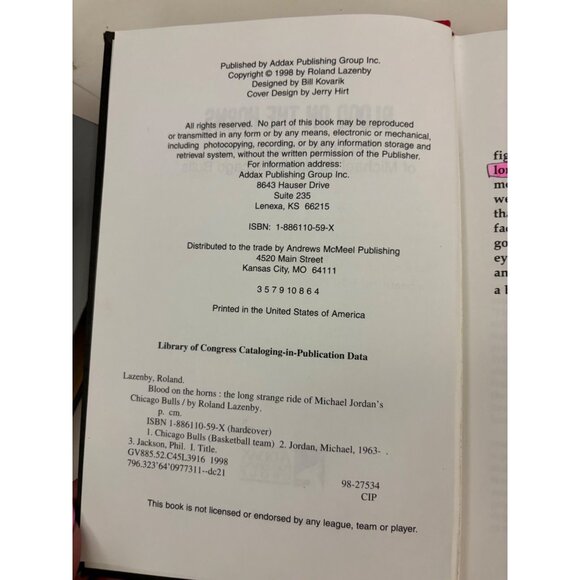 Published by Addax Publishing Group Inc.
Copyright © 1998 by Roland Lazenby
Designed by Bill Kovarik
Cover Design by Jerry Hirt
All rights reserved. No part of this book may be reproduced
or transmitted in any form or by any means, electronic or mechanical,
including photocopying, recording, or by any information storage and
retrieval system, without the written permission of the Publisher.
For information address:
Addax Publishing Group Inc.
8643 Hauser Drive
Suite 235
Lenexa, KS 66215
ISBN: 1-886110-59-X
Distributed to the trade by Andrews McMeel Publishing
4520 Main Street
Kansas City, MO 64111
3 5 7 9 10 8 6 4
Printed in the United States of America
Library of Congress Cataloging-in-Publication Data
Lazenby, Roland.
Blood on the horns : the long strange ride of Michael Jordan's
Chicago Bulls / by Roland Lazenby.
p. cm.
ISBN 1-886110-59-X (hardcover)
1. Chicago Bulls (Basketball team) 2. Jordan, Michael, 1963- .
3. Jackson, Phil. I. Title.
GV885.52.C45L3916 1998
796.323'64'0977311--dc21
98-27534
CIP
This book is not licensed or endorsed by any league, team or player.
fig
lor
me
we
tha
fac
go
ey
an
a l